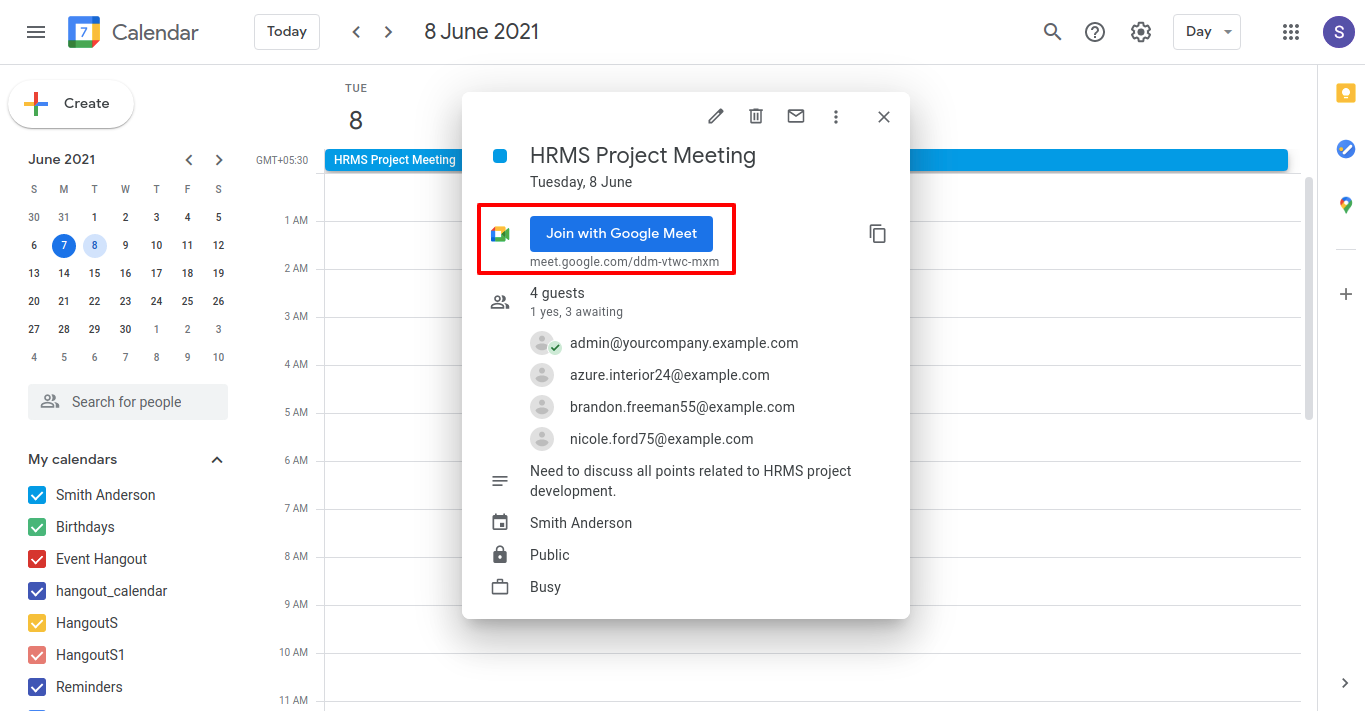 7
Calendar
Today
8 June 2021
Day
S
Create
TUE
8
June 2021
S M T W T F S
30 31 1 2 3 4 5
6 7 8 9 10 11 12
13 14 15 16 17 18 19
20 21 22 23 24 25 26
27 28 29 30 1 2 3
4 5 6 7 8 9 10
Search for people
My calendars
Smith Anderson
Birthdays
Event Hangout
hangout_calendar
HangoutS
HangoutS1
Reminders
GMT+05:30
HRMS Project Meeting
1 AM
2 AM
3 AM
4 AM
5 AM
6 AM
7 AM
8 AM
9 AM
10 AM
11 AM
HRMS Project Meeting
Tuesday, 8 June
Join with Google Meet
meet.google.com/ddm-vtwc-mxm
4 guests
1 yes, 3 awaiting
admin@yourcompany.example.com
azure.interior24@example.com
brandon.freeman55@example.com
nicole.ford75@example.com
Need to discuss all points related to HRMS project
development.
Smith Anderson
Public
Busy